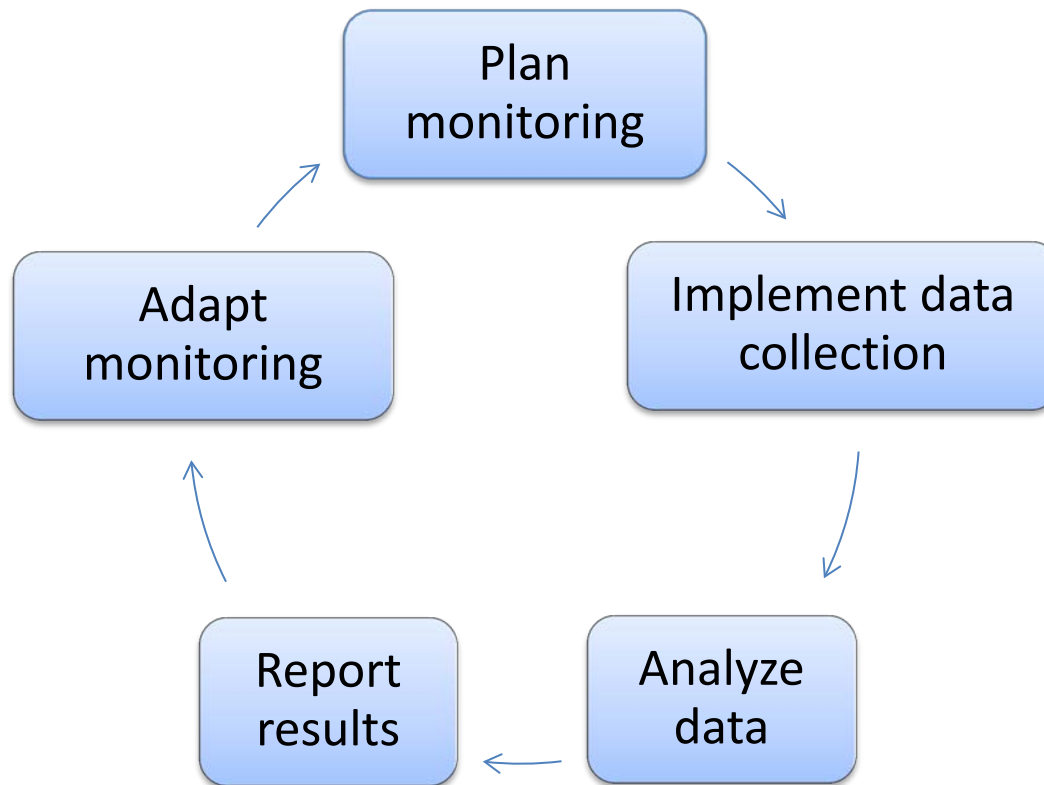 Plan
monitoring
Implement data
collection
Analyze
data
Report
results
Adapt
monitoring